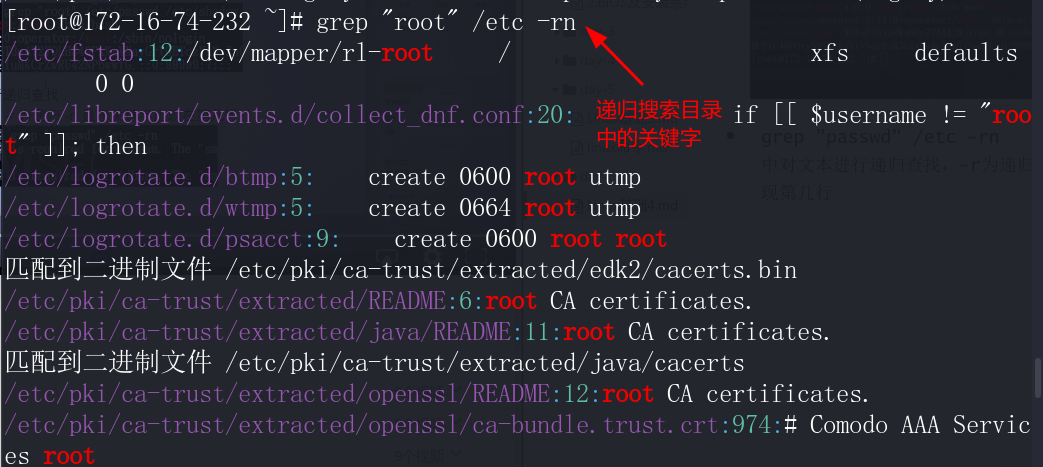 [root@172-16-74-232 ~]# grep "root" /etc -rn
/etc/fstab:12:/dev/mapper/rl-root     /                       xfs     defaults
       0 0
/etc/libreport/events.d/collect_dnf.conf:20:            if [[ $username != "roo
t" ]]; then
递归搜索目录
中的关键字
/etc/logrotate.d/btmp:5:    create 0600 root utmp
/etc/logrotate.d/wtmp:5:    create 0664 root utmp
/etc/logrotate.d/psacct:9:    create 0600 root root
匹配到二进制文件 /etc/pki/ca-trust/extracted/edk2/cacerts.bin
/etc/pki/ca-trust/extracted/README:6:root CA certificates.
/etc/pki/ca-trust/extracted/java/README:11:root CA certificates.
匹配到二进制文件 /etc/pki/ca-trust/extracted/java/cacerts
/etc/pki/ca-trust/extracted/openssl/README:12:root CA certificates.
/etc/pki/ca-trust/extracted/openssl/ca-bundle.trust.crt:974:# Comodo AAA Servic
es root
grep "passwd" /etc -rn
中对文本进行递归查找，-r为递归
现第几行